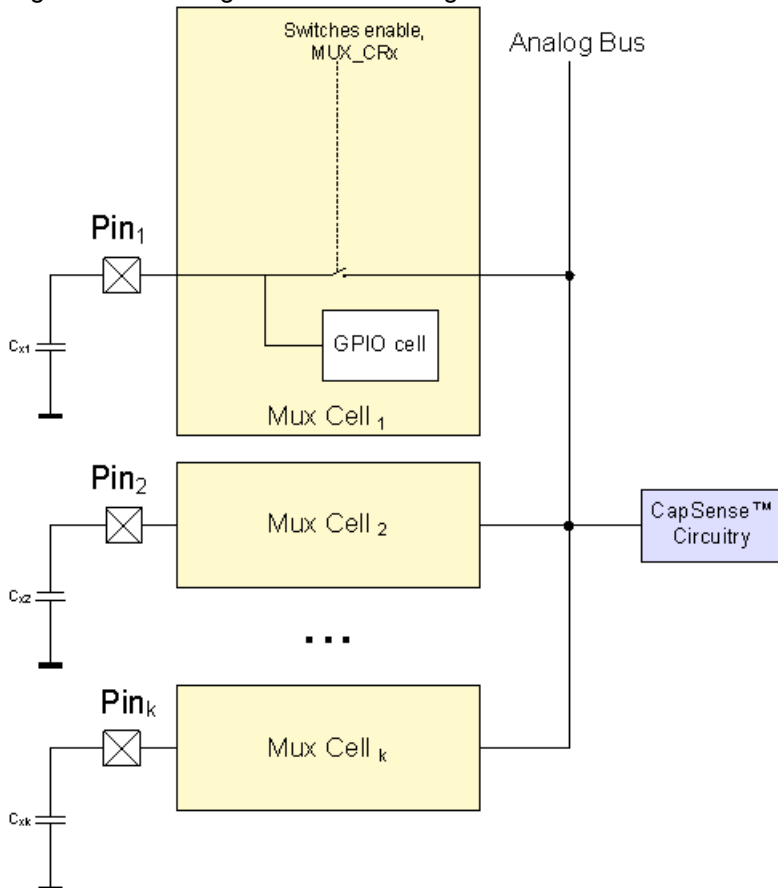 Switches enable,
MUX_CRx
Analog Bus
Pin1
Cx1
GPIO cell
Mux Cell 1
Pin2
Mux Cell 2
CapSense™
Circuitry
Cx2
...
Pink
Mux Cell k
Cxk